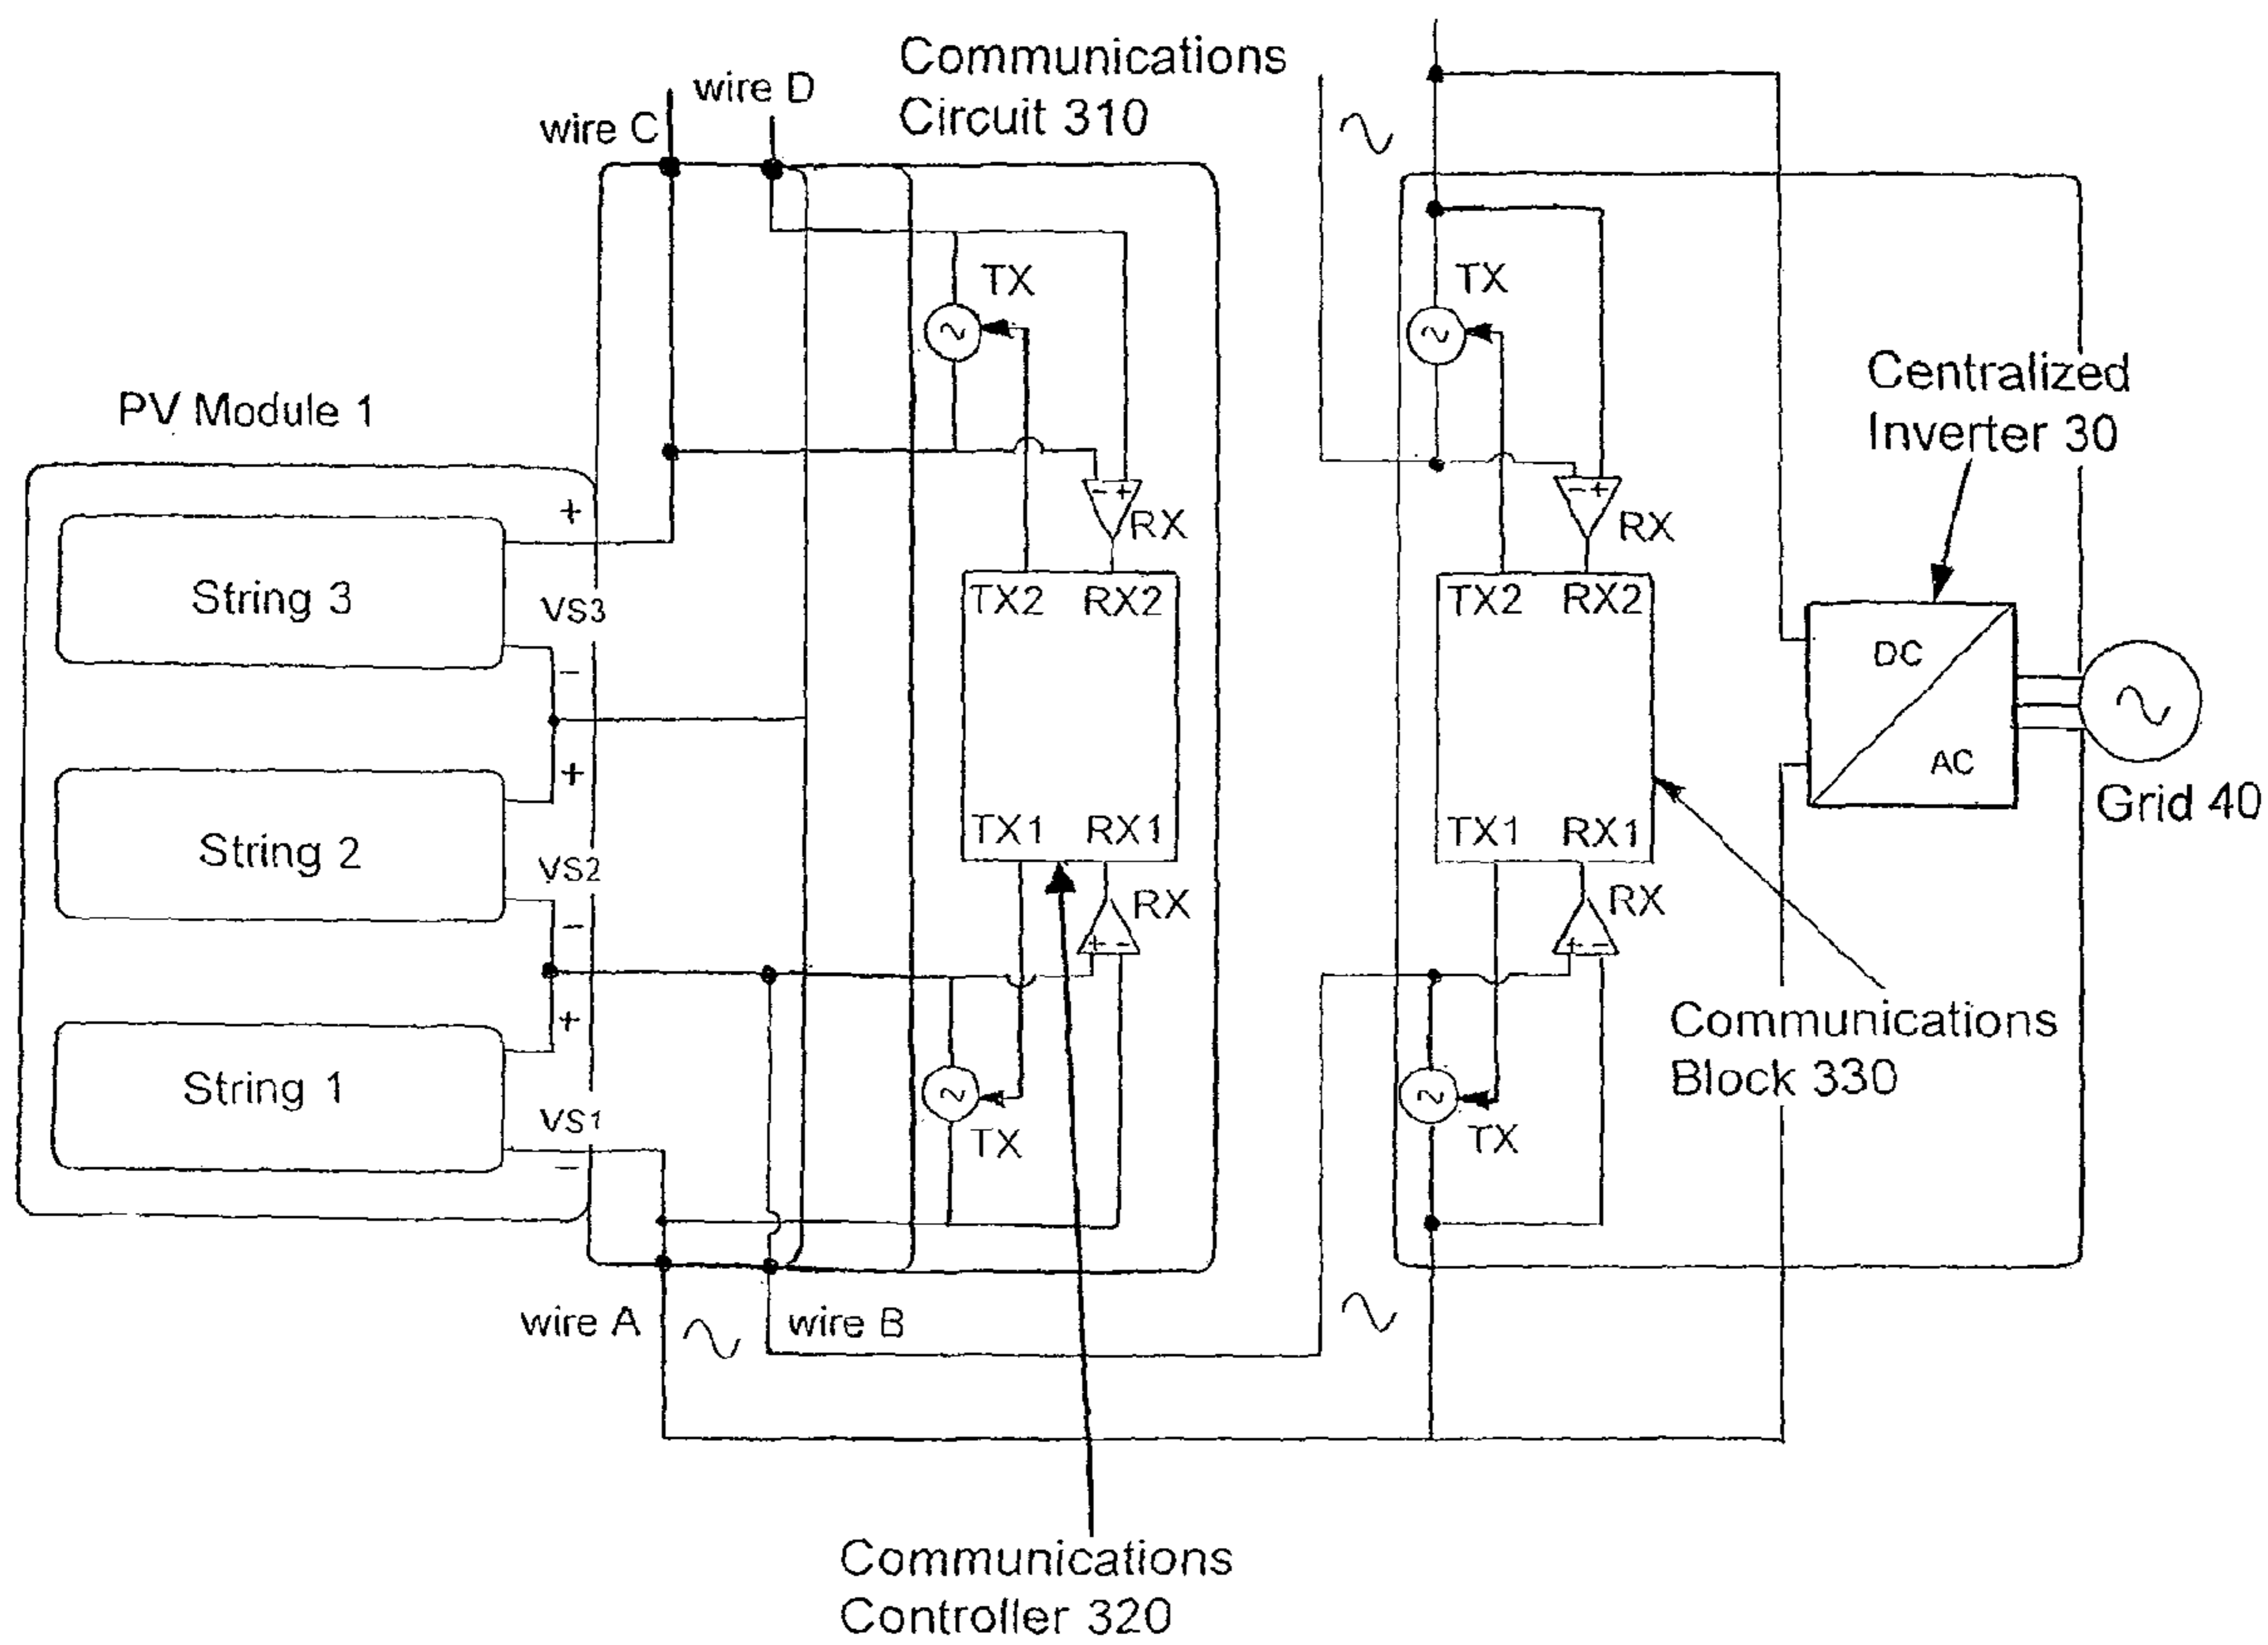 Communications
Circuit 310
wire D
wire C
TX
TX
Centralized
Inverter 30
PV Module 1
+
- +
RX
- +
RX
String 3
VS3
TX2 RX2
TX2 RX2
DC
−
+
AC
Grid 40
TX1 RX1
TX1 RX1
String 2
VS2
RX
RX
−
+ -
+ -
+
Communications
Block 330
String 1
VS1
TX
TX
−
wire A
wire B
Communications
Controller 320